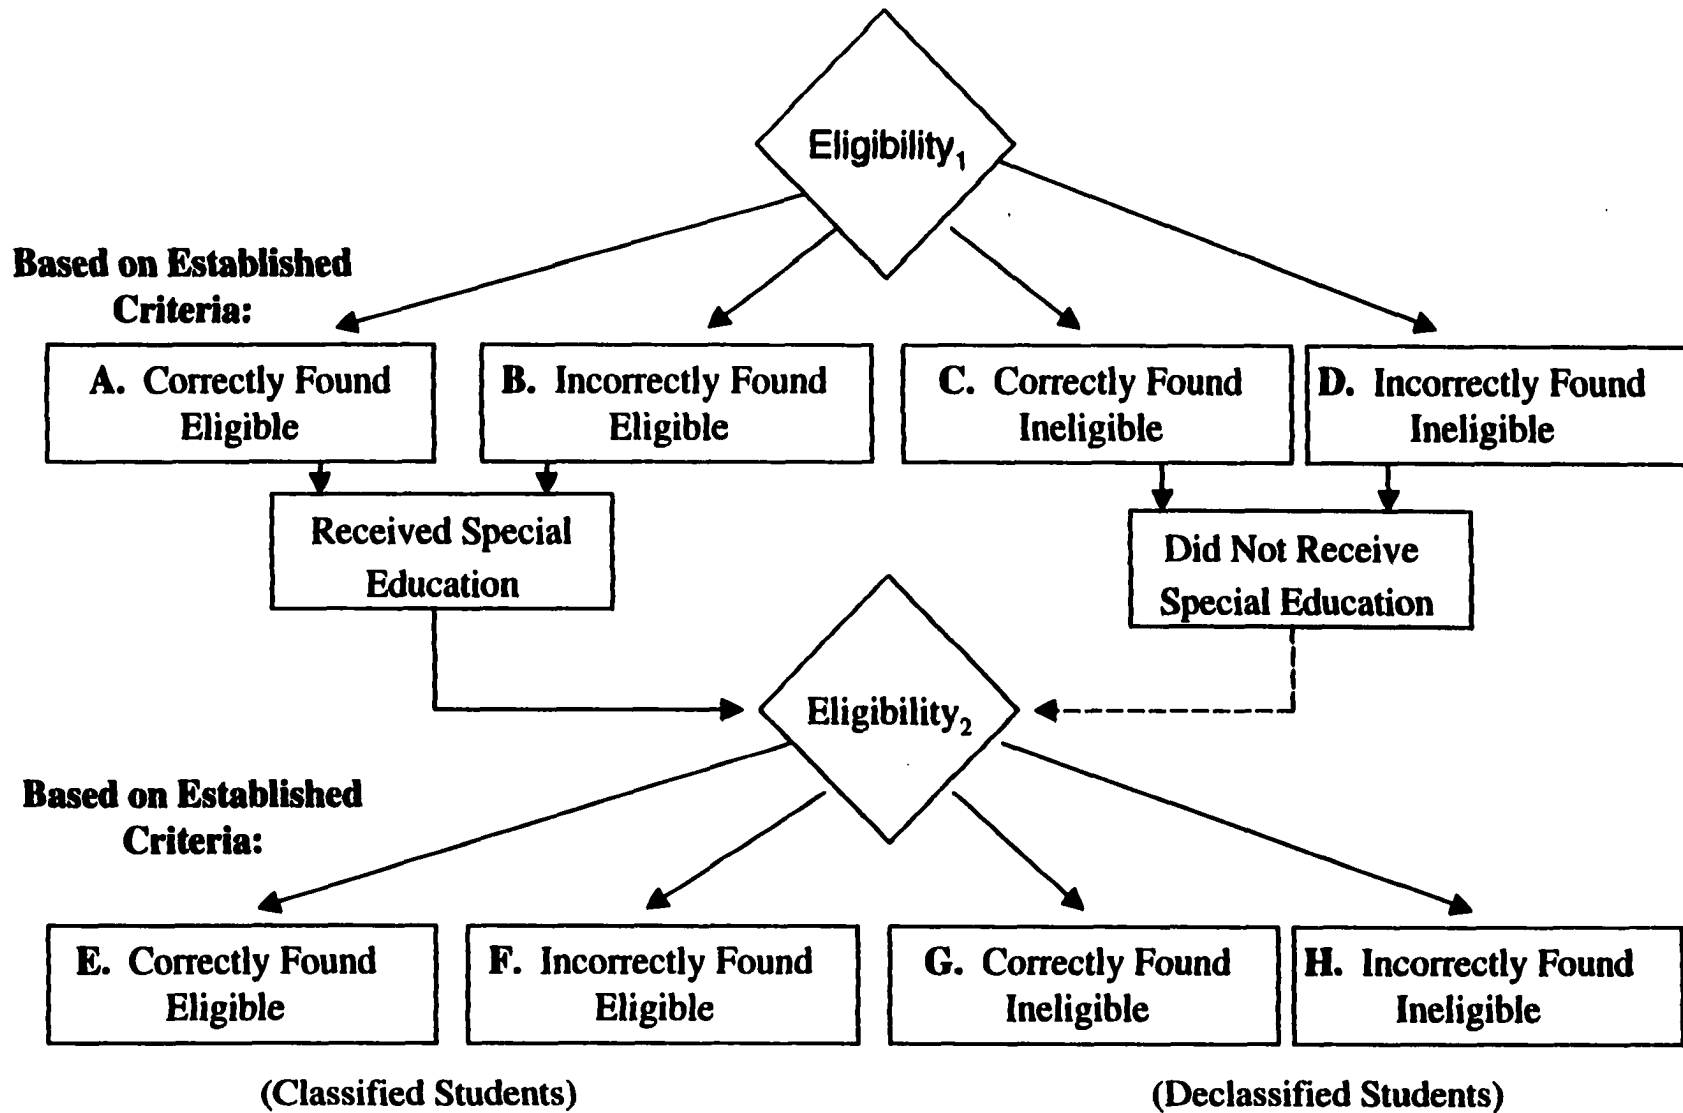 Eligibility₁
Based on Established
Criteria:
A. Correctly Found
Eligible
B. Incorrectly Found
Eligible
C. Correctly Found
Ineligible
D. Incorrectly Found
Ineligible
Received Special
Education
Did Not Receive
Special Education
Eligibility₂
Based on Established
Criteria:
E. Correctly Found
Eligible
F. Incorrectly Found
Eligible
G. Correctly Found
Ineligible
H. Incorrectly Found
Ineligible
(Classified Students)
(Declassified Students)